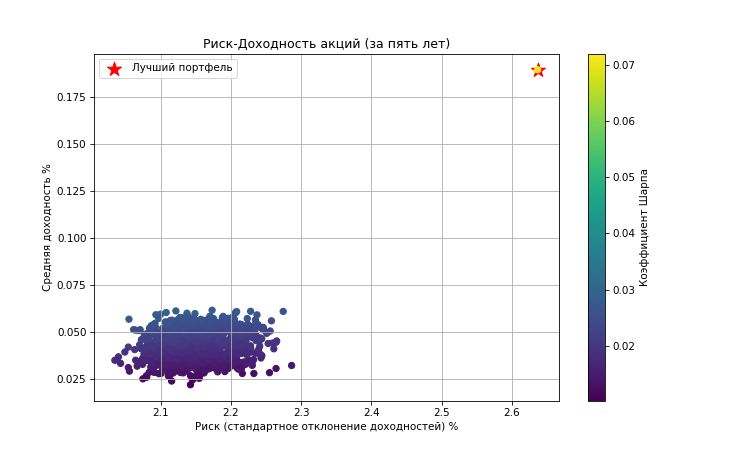 Риск-Доходность акций (за пять лет)
Лучший портфель
Средняя доходность %
0.175
0.150
0.125
0.100
0.075
0.050
0.025
2.1 2.2 2.3 2.4 2.5 2.6
Риск (стандартное отклонение доходностей) %
0.07
0.06
0.05
0.04
0.03
0.02
Коэффициент Шарпа